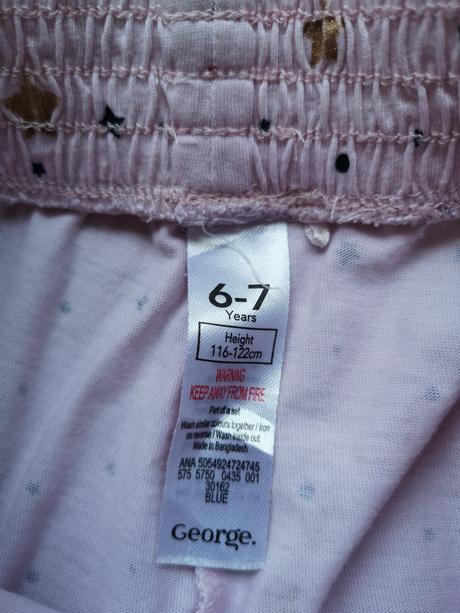 6-7
Years
Height
116-122cm
WARNING
KEEP AWAY FROM FIRE
Part of a set
Wash similar colours together / Iron
on reverse / Wash inside out
Made in Bangladesh
ANA 5054924724745
575 5750 0435 001
30162
BLUE
George.